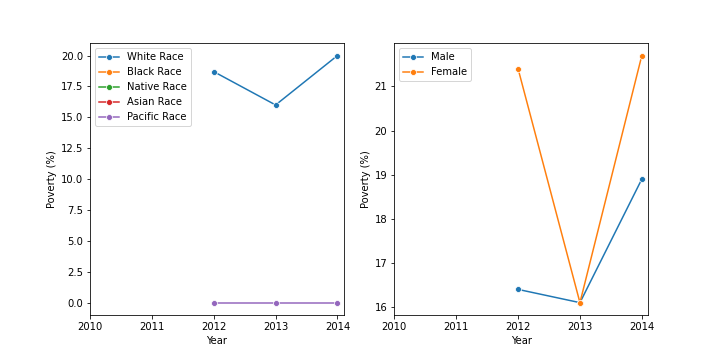 White Race
Black Race
Native Race
Asian Race
Pacific Race
20.0
17.5
15.0
12.5
10.0
7.5
5.0
2.5
0.0
Poverty (%)
2010 2011 2012 2013 2014
Year
Male
Female
21
20
19
18
17
16
Poverty (%)
2010 2011 2012 2013 2014
Year